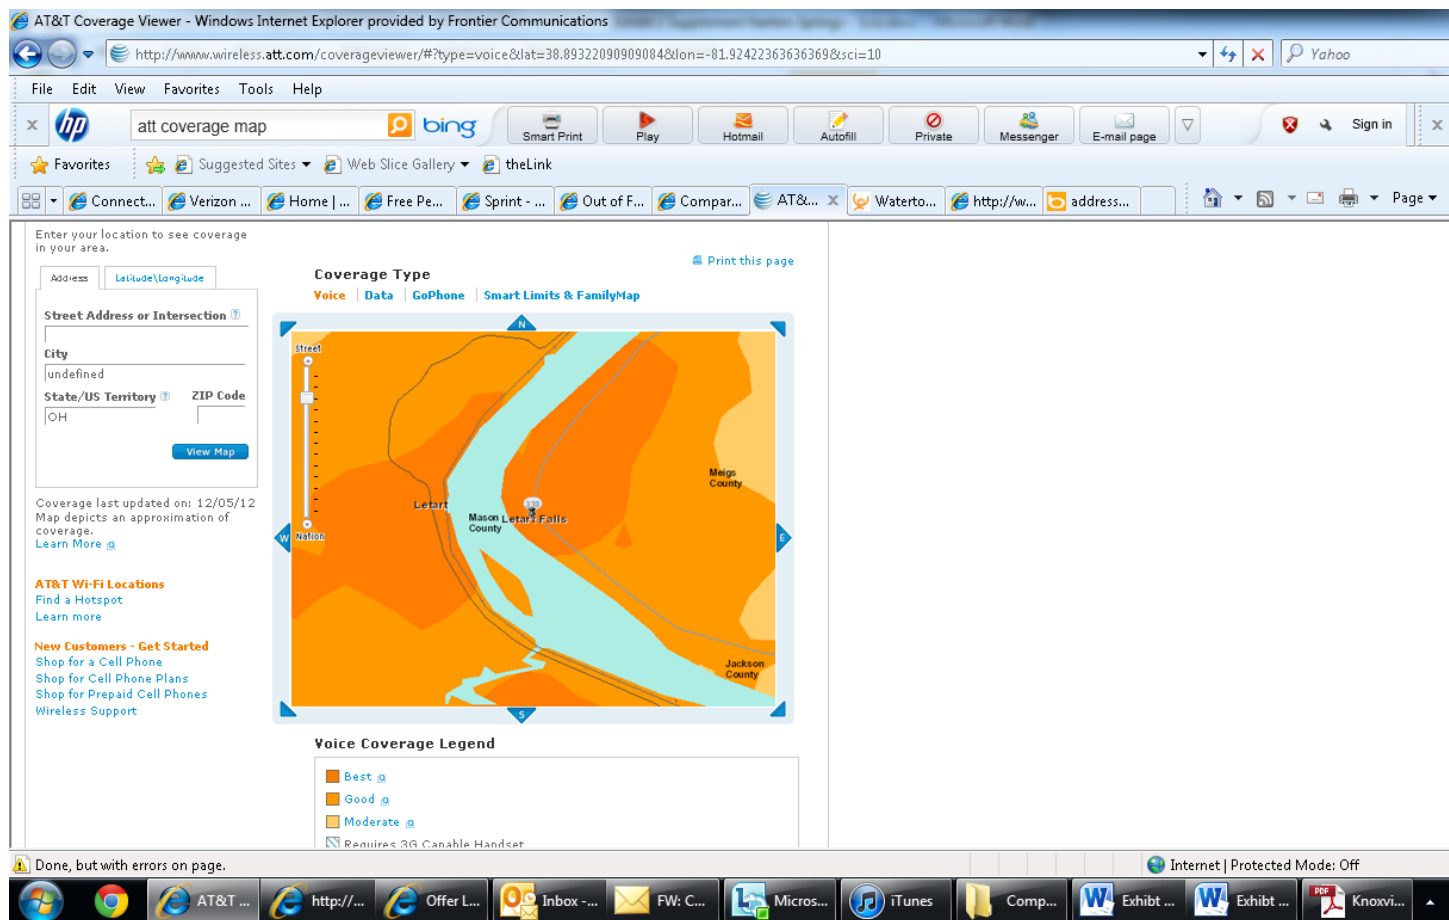 AT&T Coverage Viewer - Windows Internet Explorer provided by Frontier Communications
http://www.wireless.att.com/coverageviewer/#?type=voice&lat=38.89322090909084&lon=-81.92422363636369&sci=10
Yahoo
File Edit View Favorites Tools Help
x hp att coverage map bing Smart Print Play Hotmail Autofill Private Messenger E-mail page Sign in x
Favorites Suggested Sites Web Slice Gallery theLink
Connect... Verizon ... Home | ... Free Pe... Sprint - ... Out of F... Compar... AT&... x Waterto... http://w... address... Page
Enter your location to see coverage
in your area.
Print this page
Address Latitude\Longitude
Coverage Type
Voice Data GoPhone Smart Limits & FamilyMap
Street Address or Intersection ?
City
undefined
State/US Territory ? ZIP Code
OH
View Map
N
Street
Meigs
County
Letart
Mason
County
Letart Falls
W
Nation
E
Jackson
County
S
Coverage last updated on: 12/05/12
Map depicts an approximation of
coverage.
Learn More
AT&T Wi-Fi Locations
Find a Hotspot
Learn more
New Customers - Get Started
Shop for a Cell Phone
Shop for Cell Phone Plans
Shop for Prepaid Cell Phones
Wireless Support
Voice Coverage Legend
Best
Good
Moderate
Requires 3G Capable Handset
Done, but with errors on page.
Internet | Protected Mode: Off
AT&T ... http://... Offer L... Inbox -... FW: C... Micros... iTunes Comp... Exhibt ... Exhibt ... PDF Knoxvi...